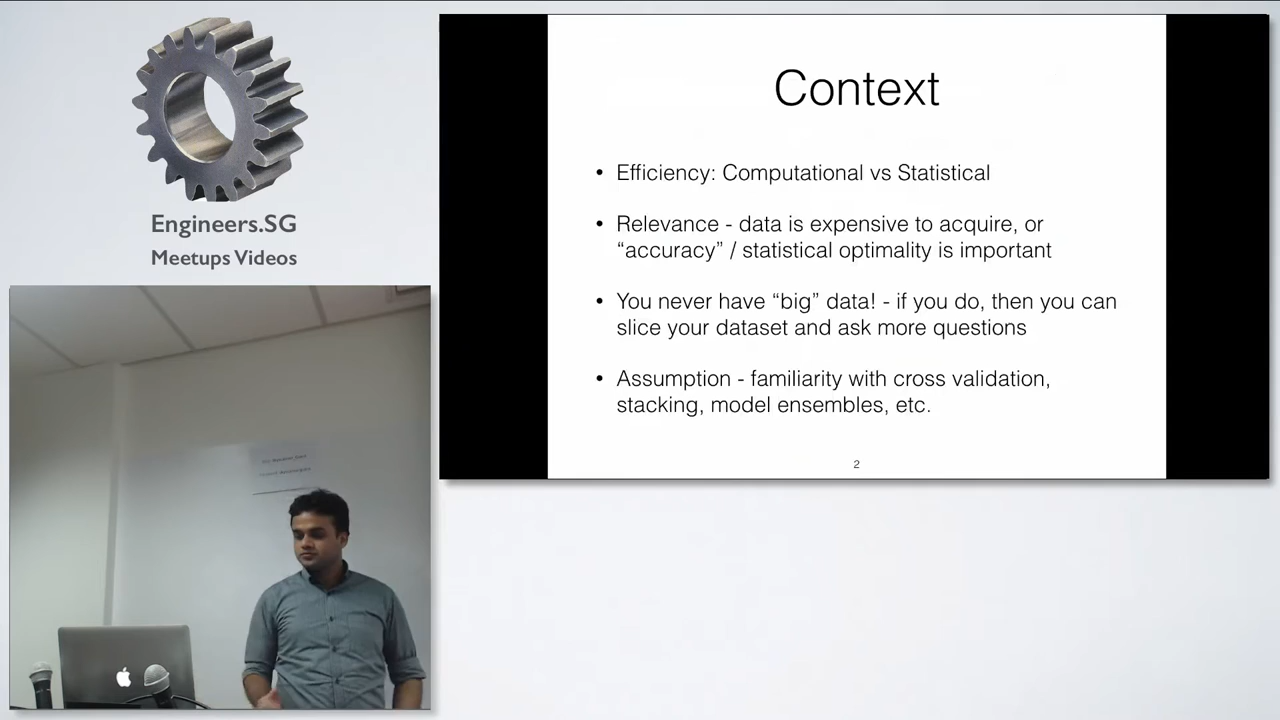 Engineers.SG
Meetups Videos
Context
• Efficiency: Computational vs Statistical
• Relevance - data is expensive to acquire, or
“accuracy” / statistical optimality is important
• You never have “big” data! - if you do, then you can
slice your dataset and ask more questions
• Assumption - familiarity with cross validation,
stacking, model ensembles, etc.
2